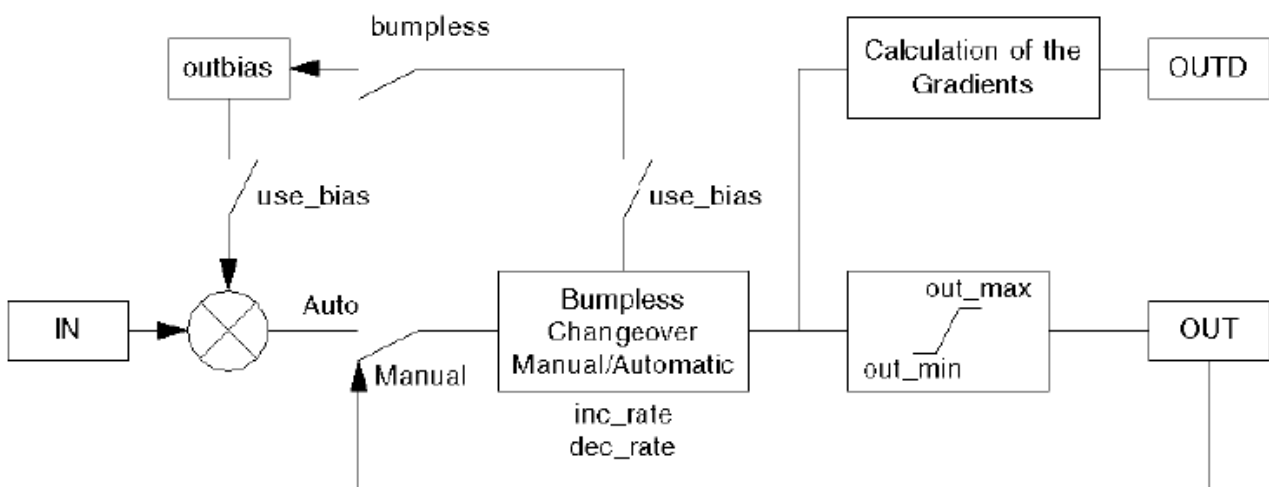 bumpless
outbias
Calculation of the
Gradients
OUTD
use_bias
use_bias
IN
Auto
Manual
Bumpless
Changeover
Manual/Automatic
inc_rate
dec_rate
out_max
out_min
OUT